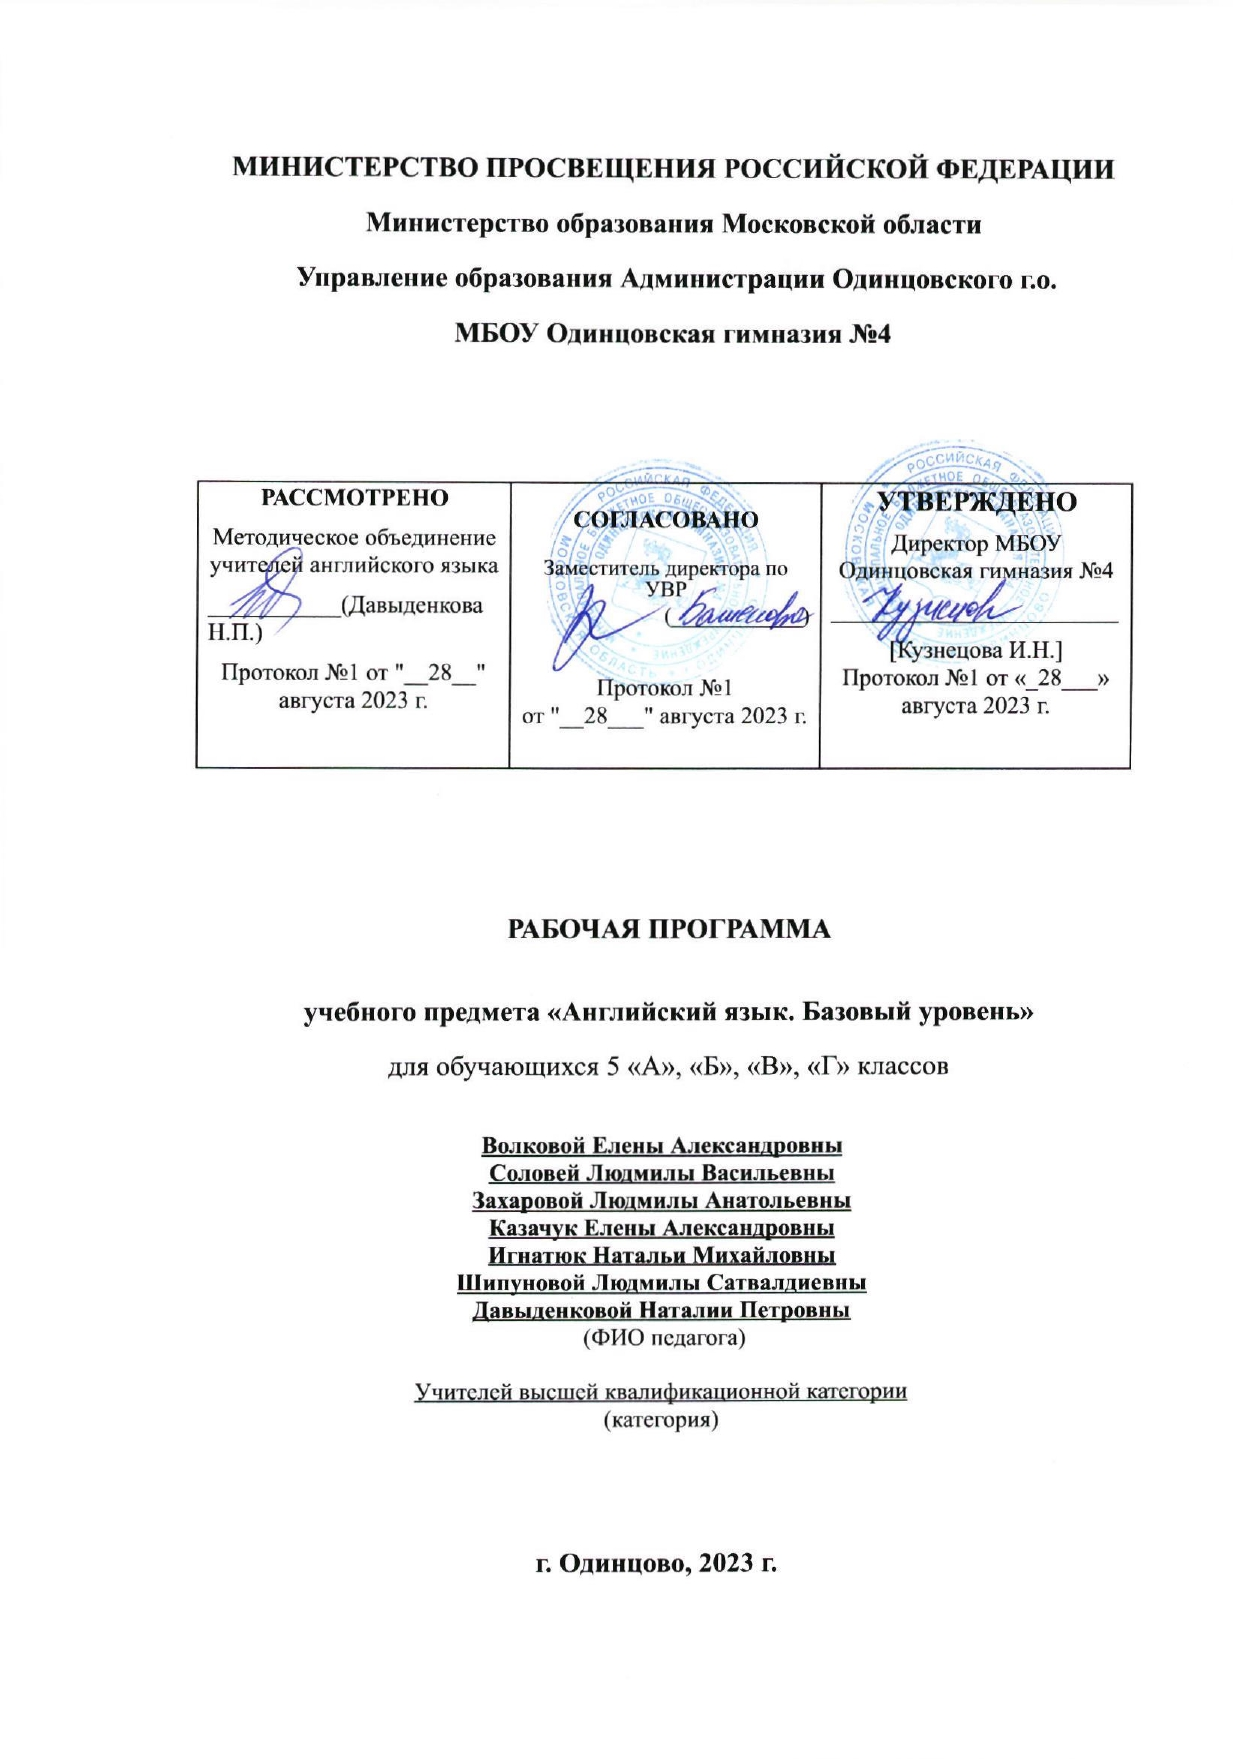 МИНИСТЕРСТВО ПРОСВЕЩЕНИЯ РОССИЙСКОЙ ФЕДЕРАЦИИ
Министерство образования Московской области
Управление образования Администрации Одинцовского г.о.
МБОУ Одинцовская гимназия №4
РАССМОТРЕНО
Методическое объединение
учителей английского языка
___________(Давыденкова
Н.П.)
Протокол №1 от "__28__"
августа 2023 г.
СОГЛАСОВАНО
Заместитель директора по
УВР
(___________)
Протокол №1
от "__28___" августа 2023 г.
УТВЕРЖДЕНО
Директор МБОУ
Одинцовская гимназия №4
[Кузнецова И.Н.]
Протокол №1 от «_28___»
августа 2023 г.
РАБОЧАЯ ПРОГРАММА
учебного предмета «Английский язык. Базовый уровень»
для обучающихся 5 «А», «Б», «В», «Г» классов
Волковой Елены Александровны
Соловей Людмилы Васильевны
Захаровой Людмилы Анатольевны
Казачук Елены Александровны
Игнатюк Натальи Михайловны
Шипуновой Людмилы Сатвалдиевны
Давыденковой Наталии Петровны
(ФИО педагога)
Учителей высшей квалификационной категории
(категория)
г. Одинцово, 2023 г.